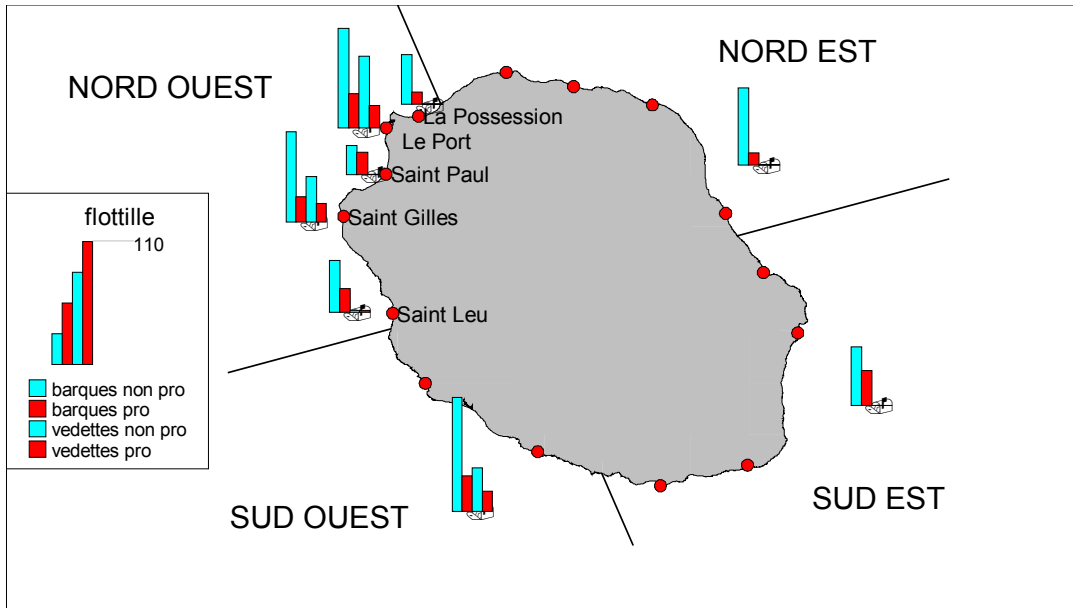 NORD EST
NORD OUEST
La Possession
Le Port
Saint Paul
Saint Gilles
Saint Leu
flottille
110
barques non pro
barques pro
vedettes non pro
vedettes pro
SUD OUEST
SUD EST